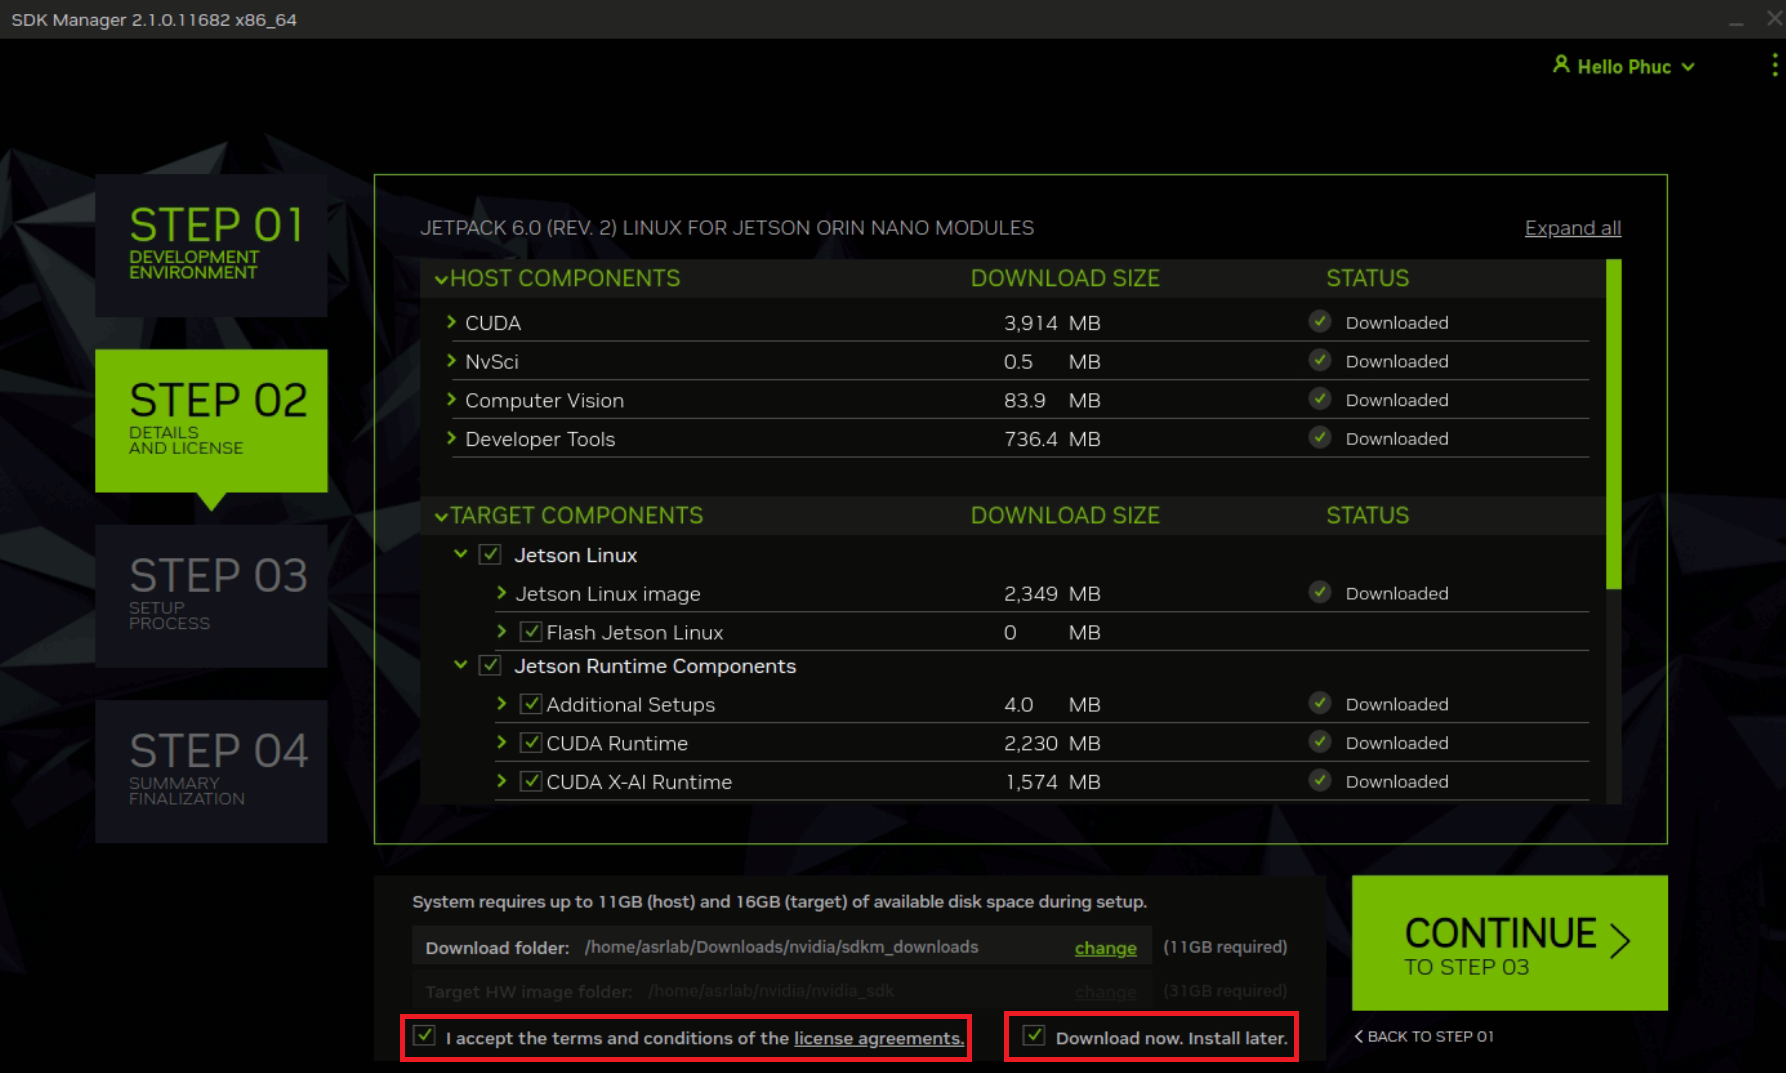 SDK Manager 2.1.0.11682 x86_64
Hello Phuc
STEP 01
DEVELOPMENT
ENVIRONMENT
STEP 02
DETAILS
AND LICENSE
STEP 03
SETUP
PROCESS
STEP 04
SUMMARY
FINALIZATION
JETPACK 6.0 (REV. 2) LINUX FOR JETSON ORIN NANO MODULES Expand all
HOST COMPONENTS DOWNLOAD SIZE STATUS
CUDA 3,914 MB Downloaded
NvSci 0.5 MB Downloaded
Computer Vision 83.9 MB Downloaded
Developer Tools 736.4 MB Downloaded
TARGET COMPONENTS DOWNLOAD SIZE STATUS
Jetson Linux
Jetson Linux image 2,349 MB Downloaded
Flash Jetson Linux 0 MB
Jetson Runtime Components
Additional Setups 4.0 MB Downloaded
CUDA Runtime 2,230 MB Downloaded
CUDA X-AI Runtime 1,574 MB Downloaded
System requires up to 11GB (host) and 16GB (target) of available disk space during setup.
Download folder: /home/asrlab/Downloads/nvidia/sdkm_downloads change (11GB required)
Target HW image folder: /home/asrlab/nvidia/nvidia_sdk change (31GB required)
I accept the terms and conditions of the license agreements. Download now. Install later.
CONTINUE
TO STEP 03
BACK TO STEP 01